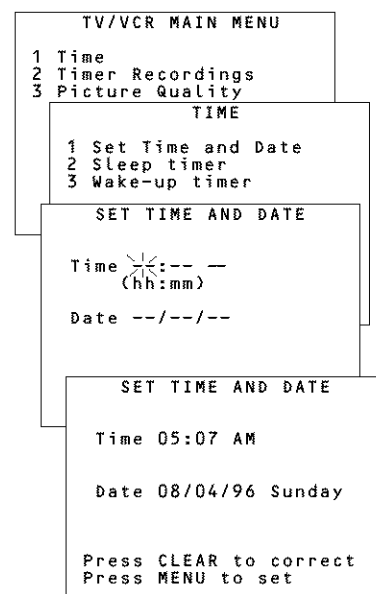 TV/VCR MAIN MENU
1 Time
2 Timer Recordings
3 Picture Quality
TIME
1 Set Time and Date
2 Sleep timer
3 Wake-up timer
SET TIME AND DATE
Time --:-- --
(hh:mm)
Date --/--/--
SET TIME AND DATE
Time 05:07 AM
Date 08/04/96 Sunday
Press CLEAR to correct
Press MENU to set